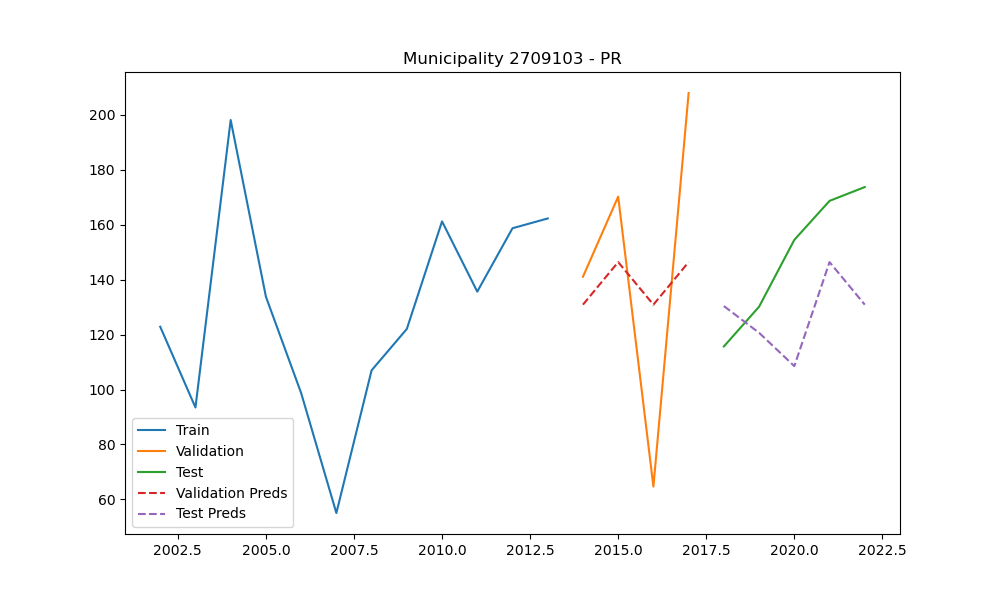 Municipality 2709103 - PR
200
180
160
140
120
100
80
60
Train
Validation
Test
Validation Preds
Test Preds
2002.5 2005.0 2007.5 2010.0 2012.5 2015.0 2017.5 2020.0 2022.5